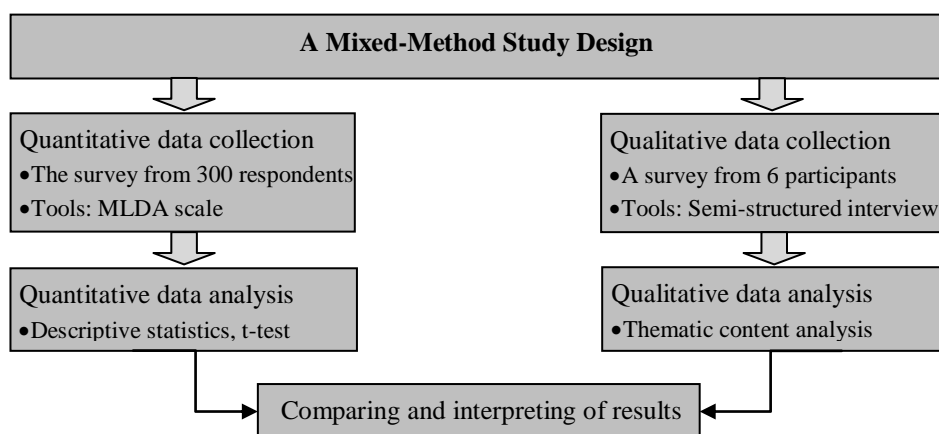 A Mixed-Method Study Design
Quantitative data collection
•The survey from 300 respondents
•Tools: MLDA scale
Qualitative data collection
•A survey from 6 participants
•Tools: Semi-structured interview
Quantitative data analysis
•Descriptive statistics, t-test
Qualitative data analysis
•Thematic content analysis
Comparing and interpreting of results